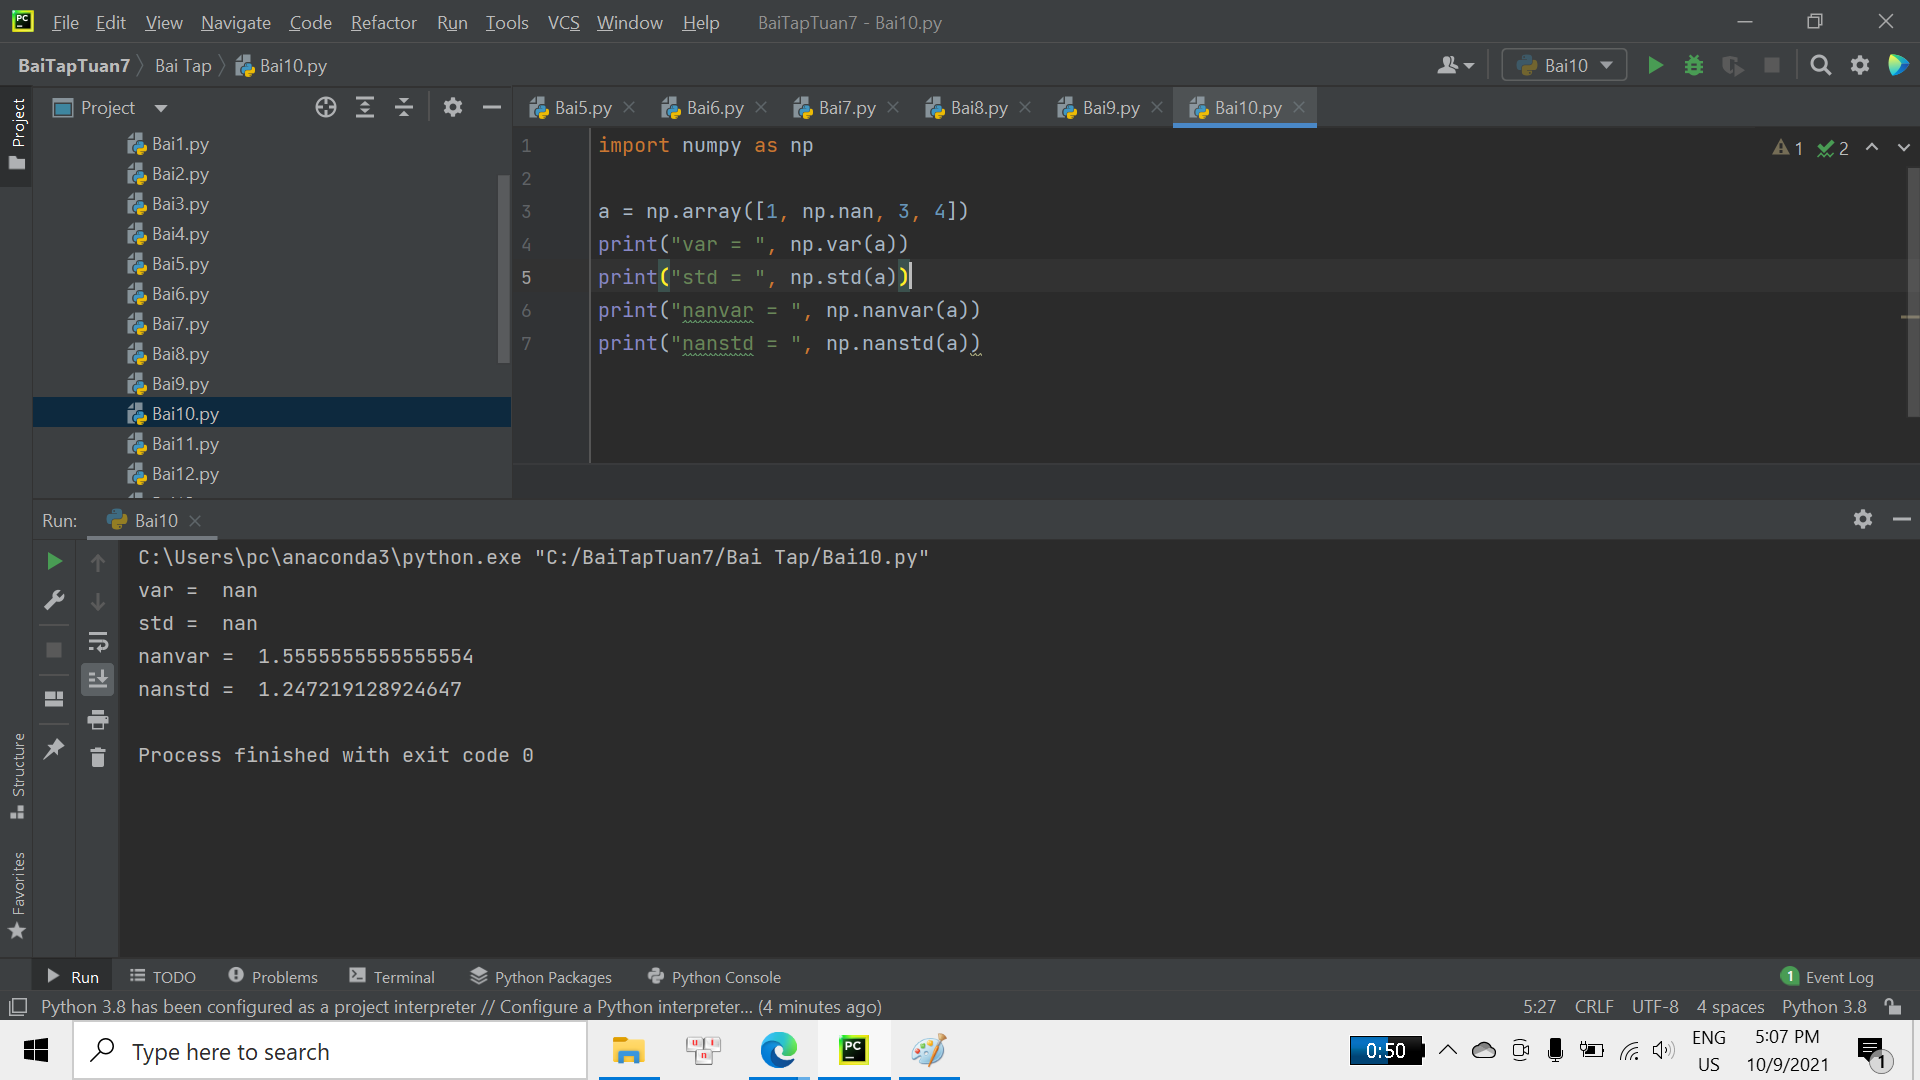 File Edit View Navigate Code Refactor Run Tools VCS Window Help BaiTapTuan7 - Bai10.py
BaiTapTuan7 Bai Tap Bai10.py Bai10
Project
Project
Bai1.py
Bai2.py
Bai3.py
Bai4.py
Bai5.py
Bai6.py
Bai7.py
Bai8.py
Bai9.py
Bai10.py
Bai11.py
Bai12.py
Bai5.py Bai6.py Bai7.py Bai8.py Bai9.py Bai10.py
1 import numpy as np
2
3 a = np.array([1, np.nan, 3, 4])
4 print("var = ", np.var(a))
5 print("std = ", np.std(a))
6 print("nanvar = ", np.nanvar(a))
7 print("nanstd = ", np.nanstd(a))
1 2
Run: Bai10
C:\Users\pc\anaconda3\python.exe "C:/BaiTapTuan7/Bai Tap/Bai10.py"
var =  nan
std =  nan
nanvar =  1.5555555555555554
nanstd =  1.247219128924647
Process finished with exit code 0
Structure
Favorites
Run TODO Problems Terminal Python Packages Python Console 1 Event Log
Python 3.8 has been configured as a project interpreter // Configure a Python interpreter... (4 minutes ago) 5:27 CRLF UTF-8 4 spaces Python 3.8
Type here to search
PC
0:50
ENG
US
5:07 PM
10/9/2021
1